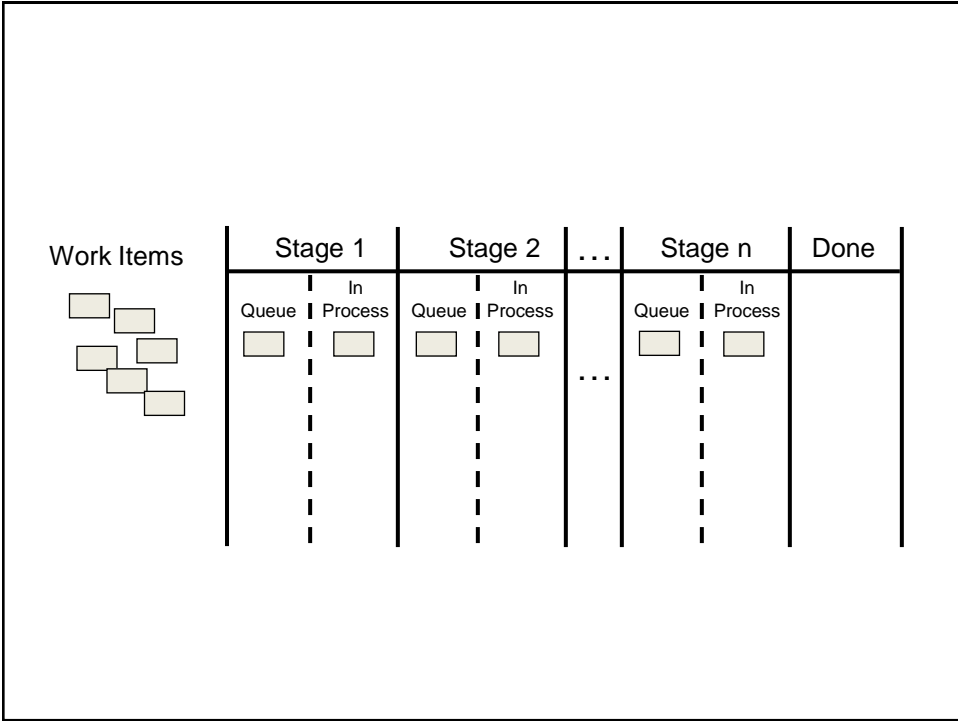 Work Items
Stage 1 Stage 2 ... Stage n Done
Queue In Process Queue In Process Queue In Process
...